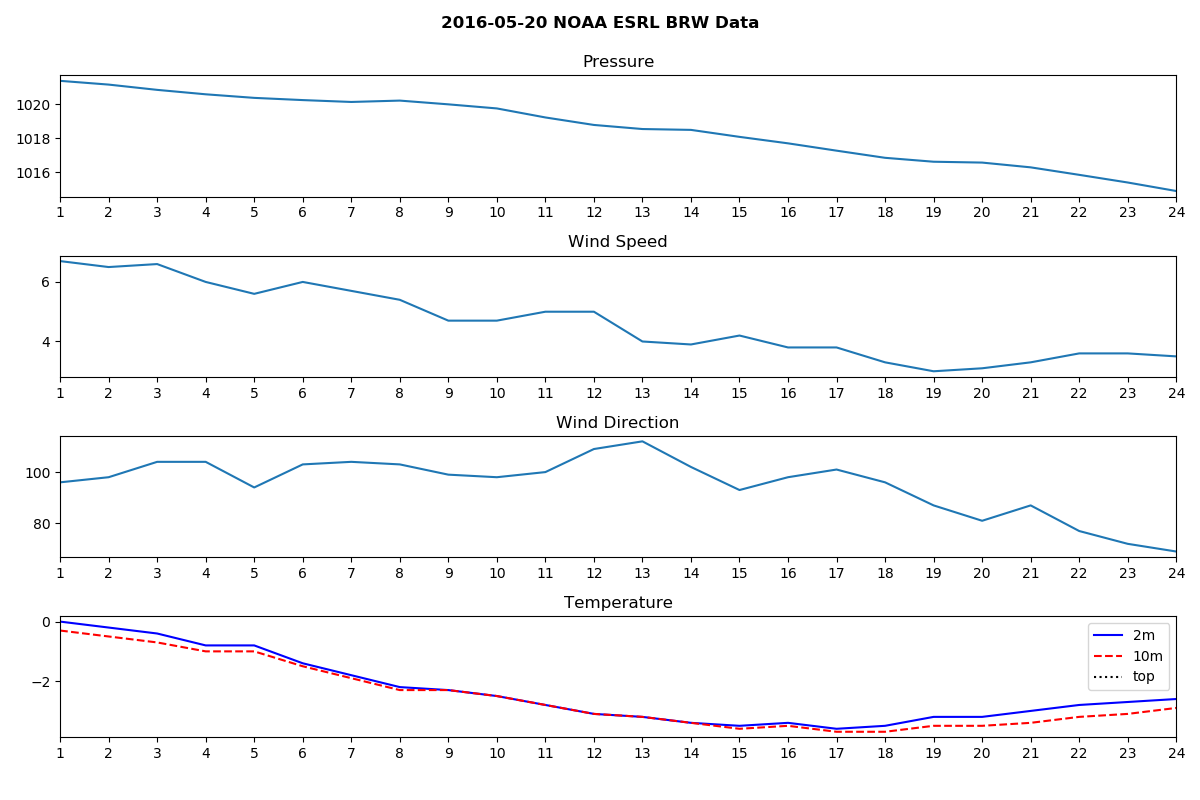 2016-05-20 NOAA ESRL BRW Data
Pressure
1020
1018
1016
1 2 3 4 5 6 7 8 9 10 11 12 13 14 15 16 17 18 19 20 21 22 23 24
Wind Speed
6
4
1 2 3 4 5 6 7 8 9 10 11 12 13 14 15 16 17 18 19 20 21 22 23 24
Wind Direction
100
80
1 2 3 4 5 6 7 8 9 10 11 12 13 14 15 16 17 18 19 20 21 22 23 24
Temperature
0
−2
2m
10m
top
1 2 3 4 5 6 7 8 9 10 11 12 13 14 15 16 17 18 19 20 21 22 23 24